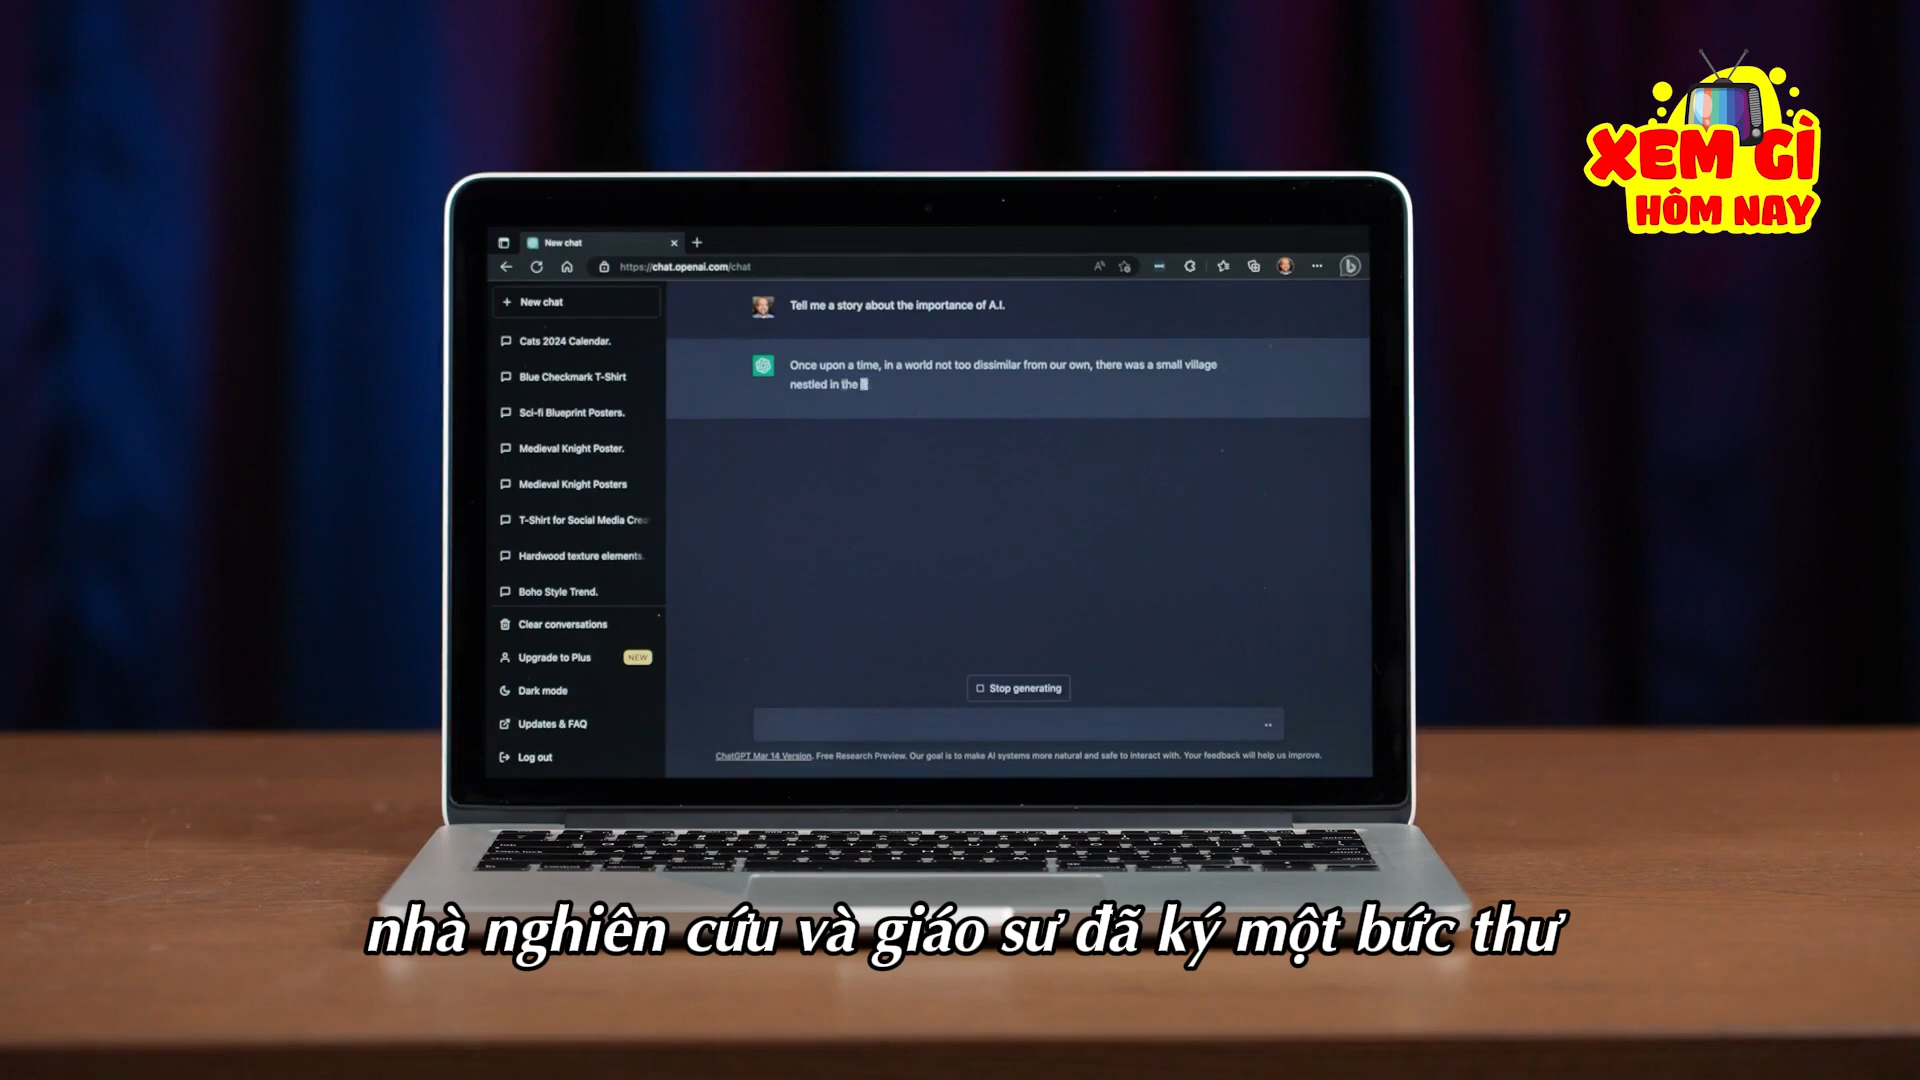 XEM GÌ
HÔM NAY
New chat
https://chat.openai.com/chat
New chat
Cats 2024 Calendar.
Blue Checkmark T-Shirt
Sci-fi Blueprint Posters.
Medieval Knight Poster.
Medieval Knight Posters
T-Shirt for Social Media Crea
Hardwood texture elements.
Boho Style Trend.
Clear conversations
Upgrade to Plus NEW
Dark mode
Updates & FAQ
Log out
Tell me a story about the importance of A.I.
Once upon a time, in a world not too dissimilar from our own, there was a small village
nestled in the
Stop generating
ChatGPT Mar 14 Version. Free Research Preview. Our goal is to make AI systems more natural and safe to interact with. Your feedback will help us improve.
nhà nghiên cứu và giáo sư đã ký một bức thư